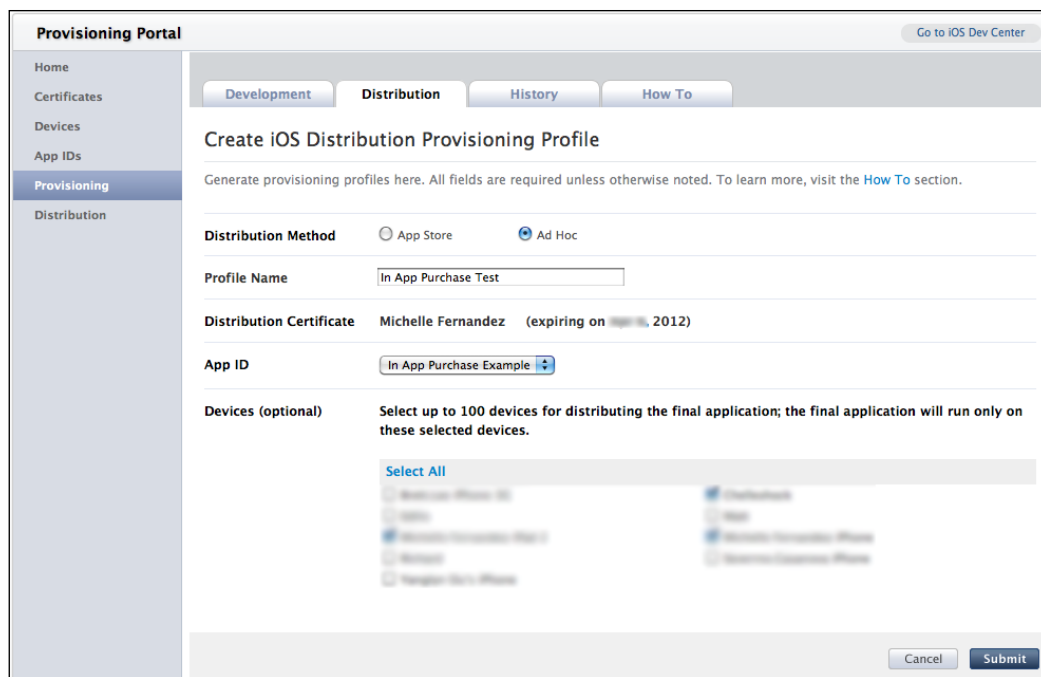 Provisioning Portal
Go to iOS Dev Center
Home
Certificates
Devices
App IDs
Provisioning
Distribution
Development
Distribution
History
How To
Create iOS Distribution Provisioning Profile
Generate provisioning profiles here. All fields are required unless otherwise noted. To learn more, visit the How To section.
Distribution Method
App Store
Ad Hoc
Profile Name
In App Purchase Test
Distribution Certificate
Michelle Fernandez (expiring on , 2012)
App ID
In App Purchase Example
Devices (optional)
Select up to 100 devices for distributing the final application; the final application will run only on
these selected devices.
Select All
Cancel
Submit